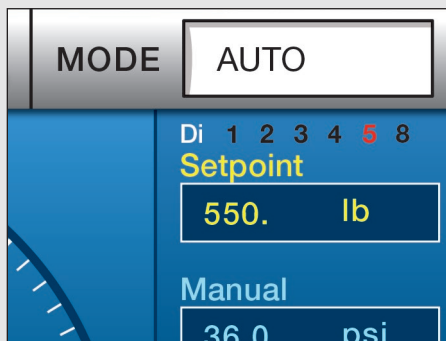 MODE AUTO
Di 1 2 3 4 5 8
Setpoint
550. lb
Manual
36.0 psi